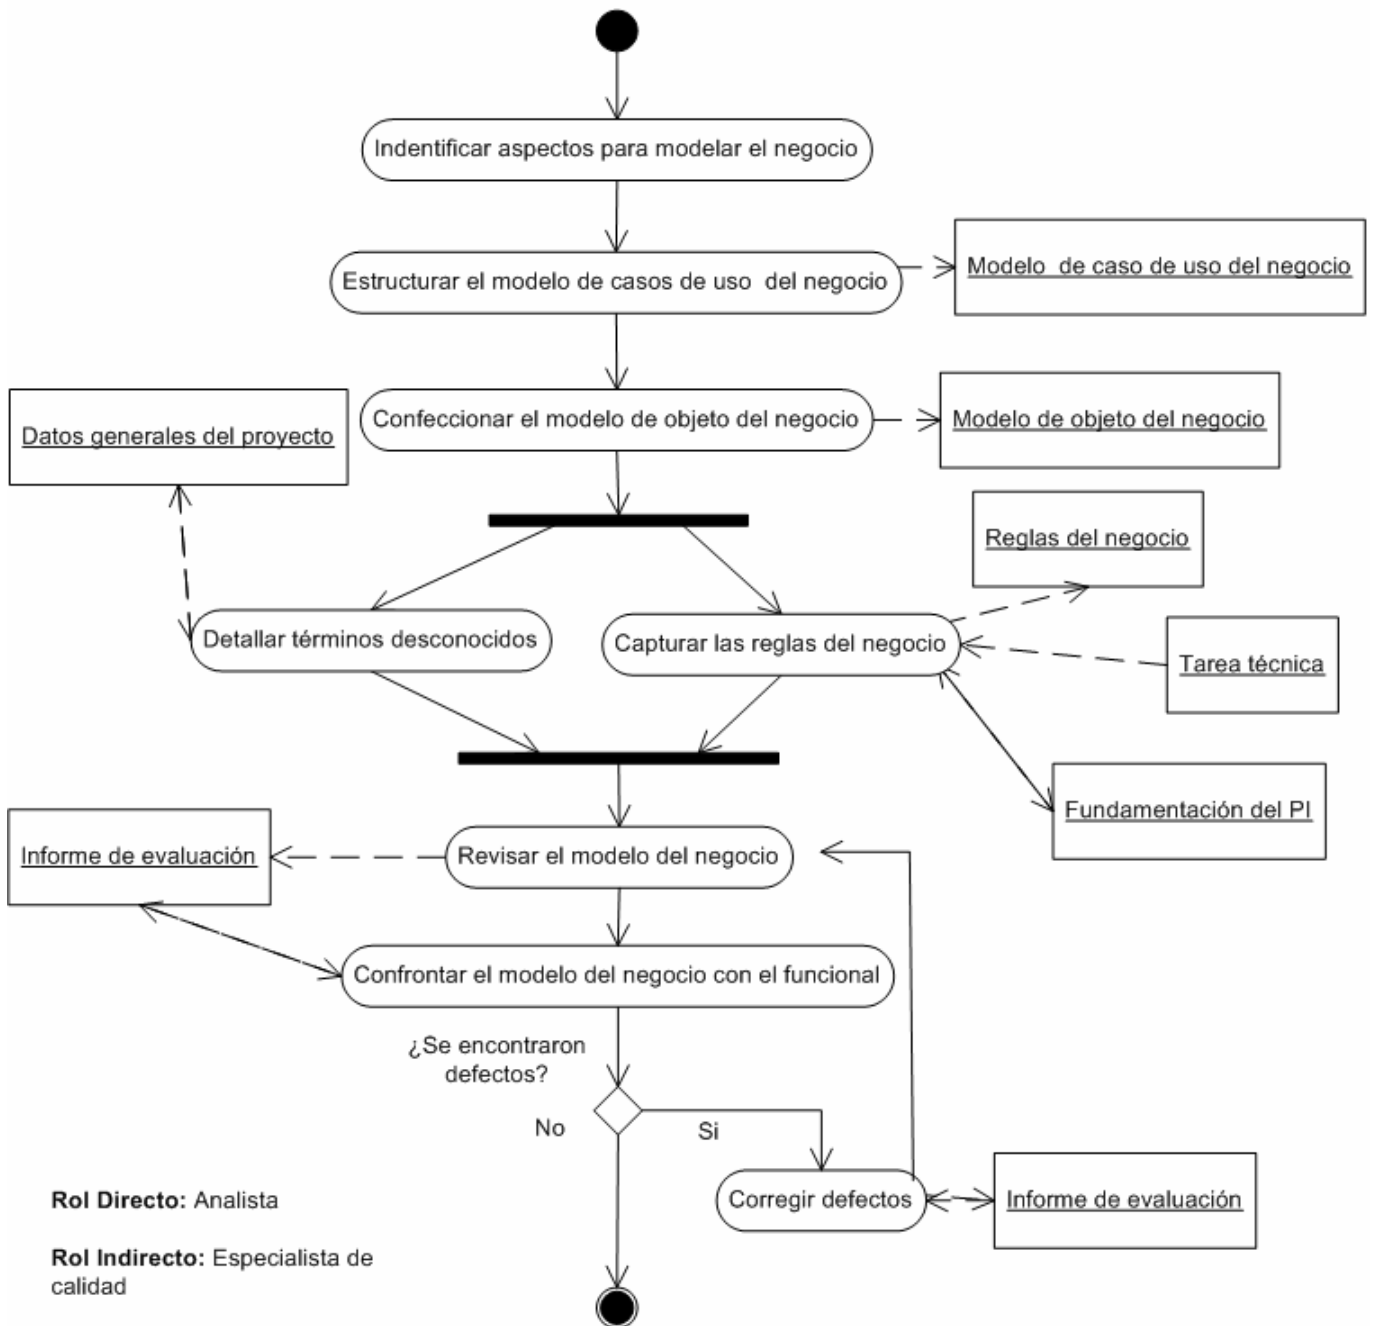 Indentificar aspectos para modelar el negocio
Estructurar el modelo de casos de uso  del negocio
Modelo  de caso de uso del negocio
Confeccionar el modelo de objeto del negocio
Modelo de objeto del negocio
Datos generales del proyecto
Reglas del negocio
Detallar términos desconocidos
Capturar las reglas del negocio
Tarea técnica
Fundamentación del PI
Informe de evaluación
Revisar el modelo del negocio
Confrontar el modelo del negocio con el funcional
¿Se encontraron
defectos?
No
Si
Corregir defectos
Informe de evaluación
Rol Directo: Analista
Rol Indirecto: Especialista de
calidad